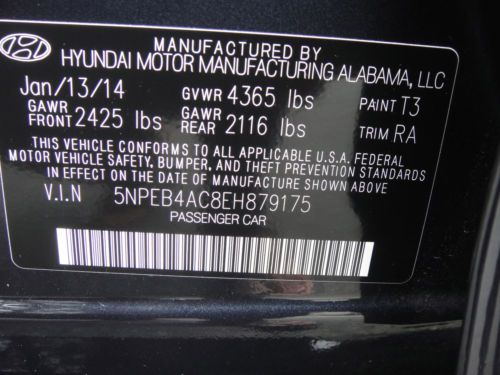 MANUFACTURED BY
HYUNDAI MOTOR MANUFACTURING ALABAMA, LLC
Jan/13/14 GVWR 4365 lbs PAINT T3
GAWR FRONT 2425 lbs GAWR REAR 2116 lbs TRIM RA
THIS VEHICLE CONFORMS TO ALL APPLICABLE U.S.A. FEDERAL
MOTOR VEHICLE SAFETY, BUMPER, AND THEFT PREVENTION STANDARDS
IN EFFECT ON THE DATE OF MANUFACTURE SHOWN ABOVE
V.I.N 5NPEB4AC8EH879175
PASSENGER CAR